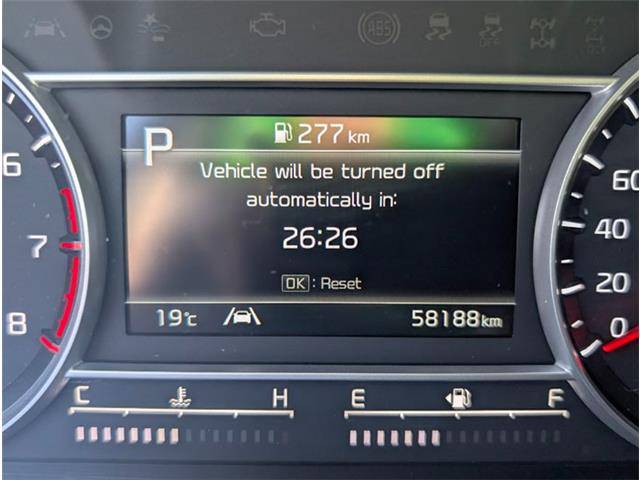 ABS
OFF
P
277 km
Vehicle will be turned off
automatically in:
26:26
OK : Reset
19°C
58188 km
6
7
8
60
40
20
0
C
H
E
F